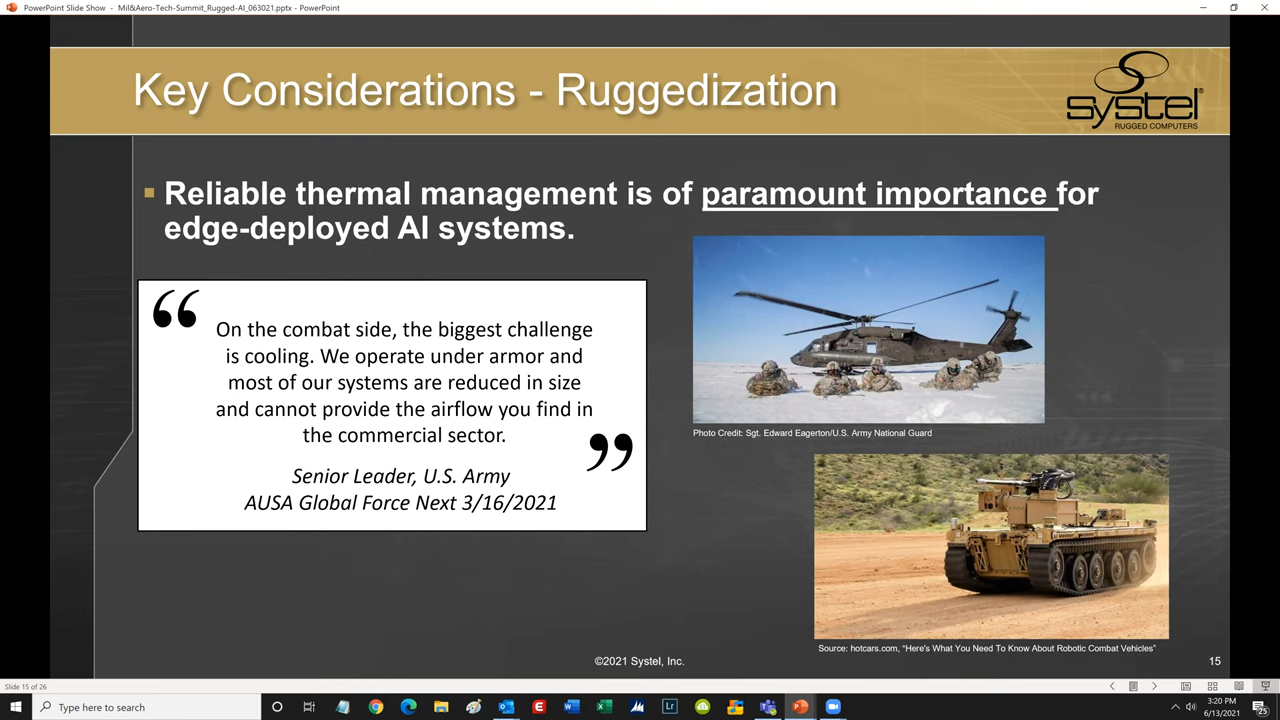 PowerPoint Slide Show - Mil&Aero-Tech-Summit_Rugged-AI_063021.pptx - PowerPoint
Key Considerations - Ruggedization
systel®
RUGGED COMPUTERS
Reliable thermal management is of paramount importance for
edge-deployed AI systems.
“
On the combat side, the biggest challenge
is cooling. We operate under armor and
most of our systems are reduced in size
and cannot provide the airflow you find in
the commercial sector.
”
Senior Leader, U.S. Army
AUSA Global Force Next 3/16/2021
Photo Credit: Sgt. Edward Eagerton/U.S. Army National Guard
Source: hotcars.com, “Here's What You Need To Know About Robotic Combat Vehicles”
©2021 Systel, Inc.
15
Slide 15 of 26
Type here to search
3:20 PM
6/13/2021
25